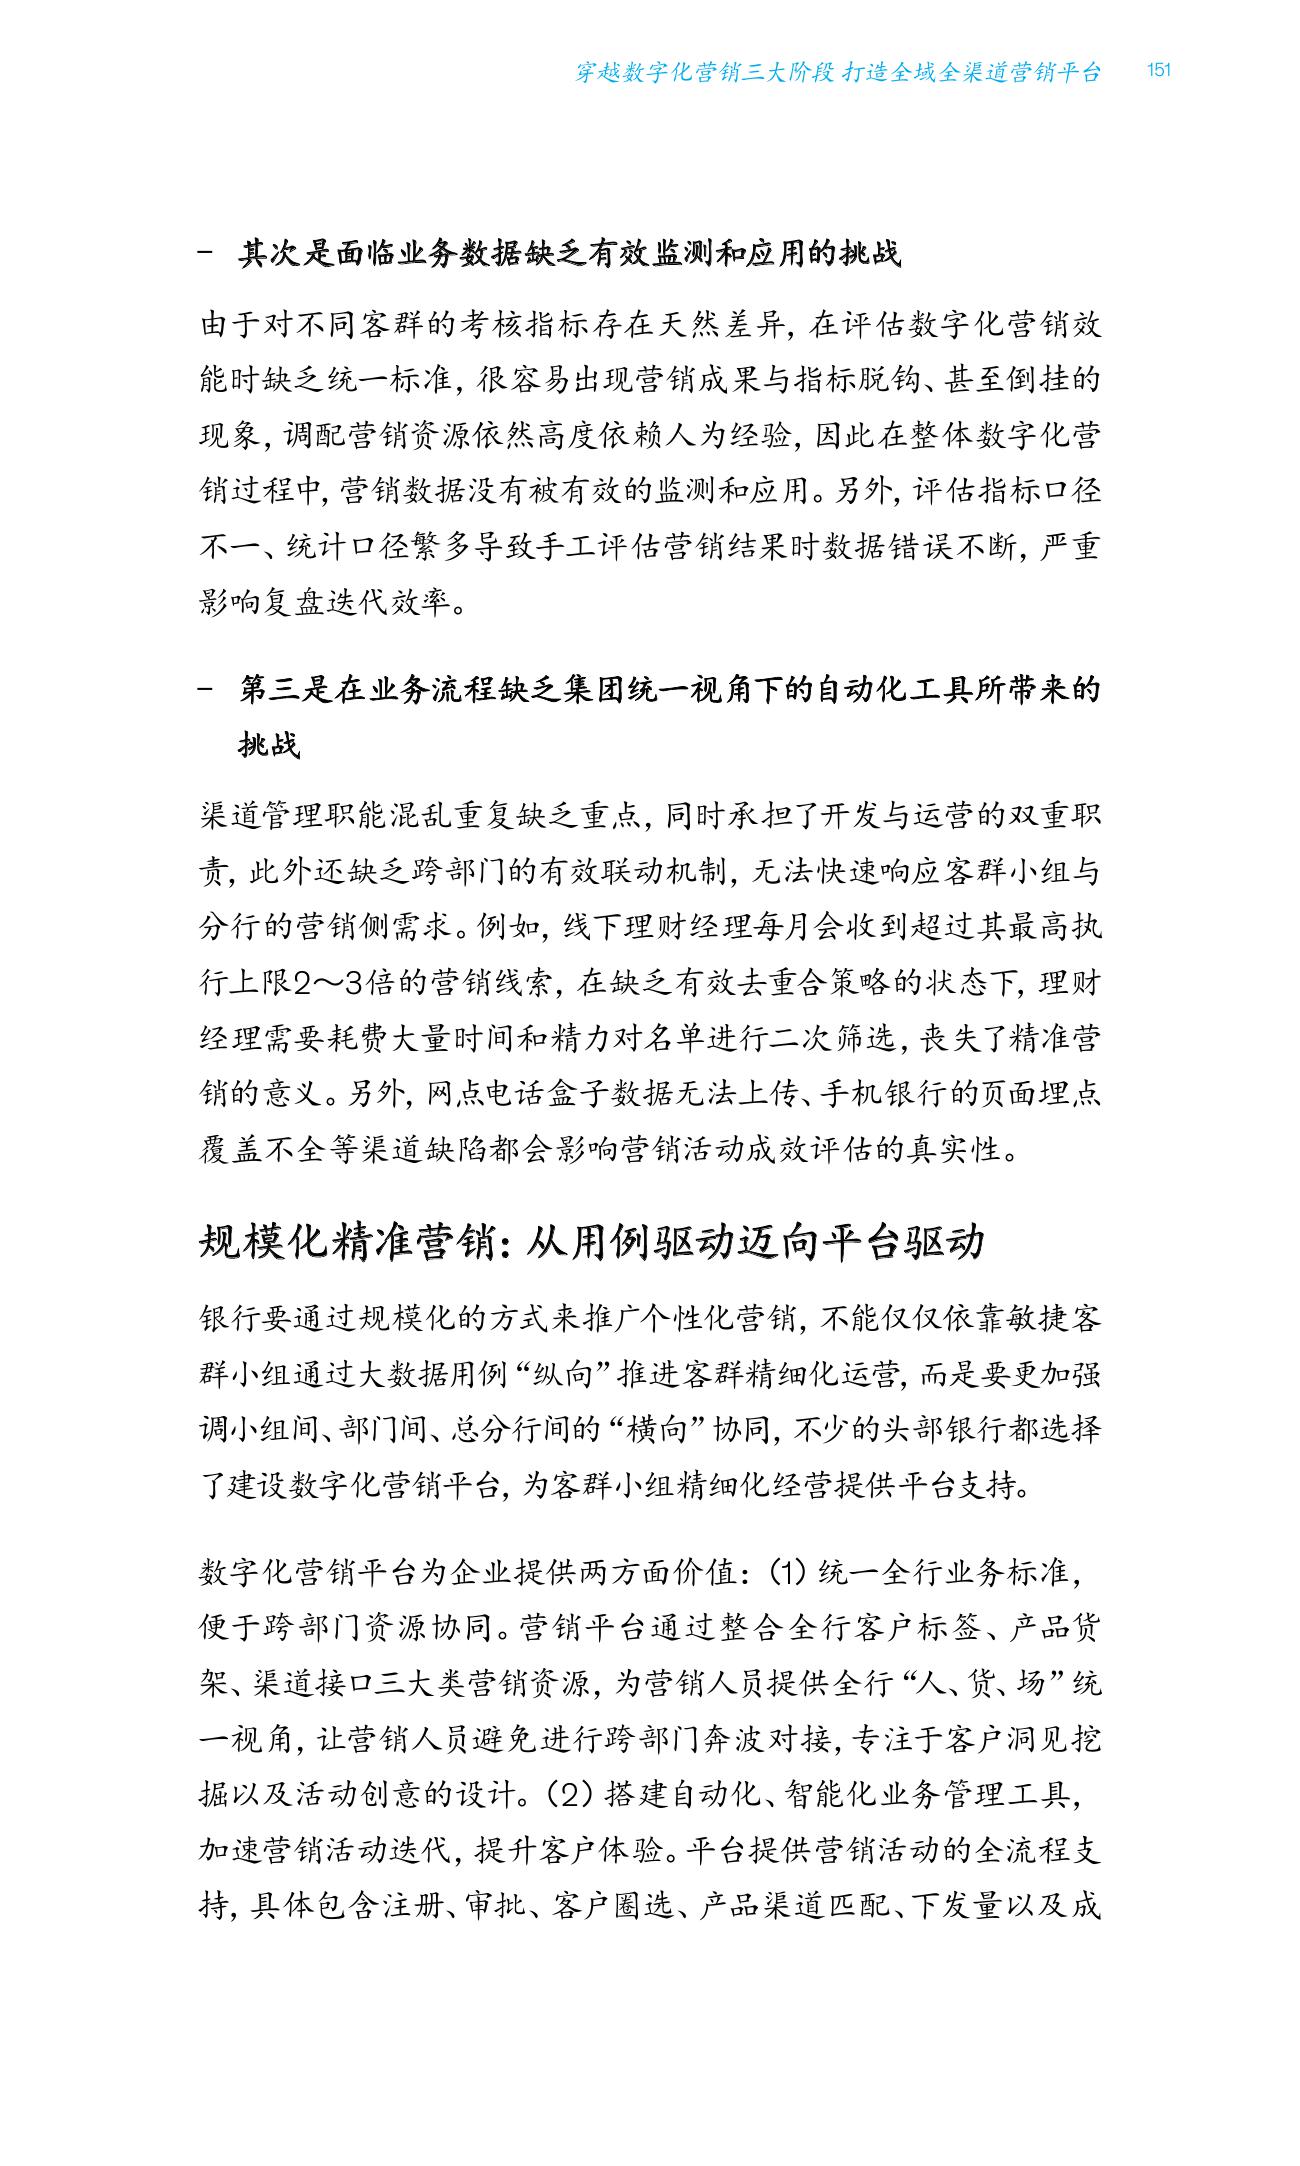 穿越数字化营销三大阶段 打造全域全渠道营销平台 151
– 其次是面临业务数据缺乏有效监测和应用的挑战
由于对不同客群的考核指标存在天然差异，在评估数字化营销效
能时缺乏统一标准，很容易出现营销成果与指标脱钩、甚至倒挂的
现象，调配营销资源依然高度依赖人为经验，因此在整体数字化营
销过程中，营销数据没有被有效的监测和应用。另外，评估指标口径
不一、统计口径繁多导致手工评估营销结果时数据错误不断，严重
影响复盘迭代效率。
– 第三是在业务流程缺乏集团统一视角下的自动化工具所带来的
挑战
渠道管理职能混乱重复缺乏重点，同时承担了开发与运营的双重职
责，此外还缺乏跨部门的有效联动机制，无法快速响应客群小组与
分行的营销侧需求。例如，线下理财经理每月会收到超过其最高执
行上限2～3倍的营销线索，在缺乏有效去重合策略的状态下，理财
经理需要耗费大量时间和精力对名单进行二次筛选，丧失了精准营
销的意义。另外，网点电话盒子数据无法上传、手机银行的页面埋点
覆盖不全等渠道缺陷都会影响营销活动成效评估的真实性。
规模化精准营销：从用例驱动迈向平台驱动
银行要通过规模化的方式来推广个性化营销，不能仅仅依靠敏捷客
群小组通过大数据用例“纵向”推进客群精细化运营，而是要更加强
调小组间、部门间、总分行间的“横向”协同，不少的头部银行都选择
了建设数字化营销平台，为客群小组精细化经营提供平台支持。
数字化营销平台为企业提供两方面价值：（1）统一全行业务标准，
便于跨部门资源协同。营销平台通过整合全行客户标签、产品货
架、渠道接口三大类营销资源，为营销人员提供全行“人、货、场”统
一视角，让营销人员避免进行跨部门奔波对接，专注于客户洞见挖
掘以及活动创意的设计。（2）搭建自动化、智能化业务管理工具，
加速营销活动迭代，提升客户体验。平台提供营销活动的全流程支
持，具体包含注册、审批、客户圈选、产品渠道匹配、下发量以及成